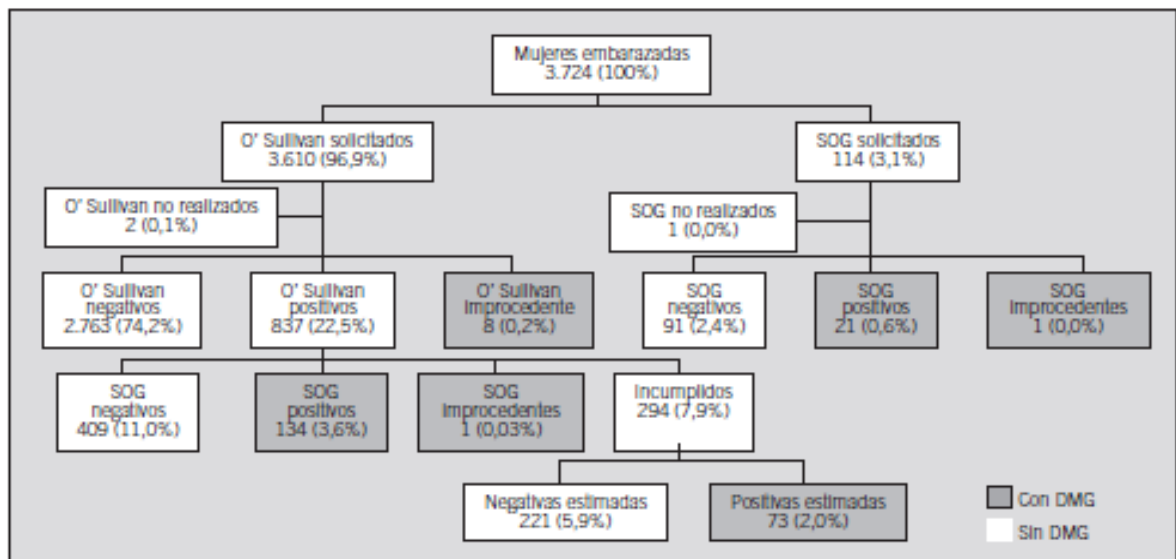 Mujeres embarazadas
3.724 (100%)
O' Sullivan solicitados
3.610 (96,9%)
SOG solicitados
114 (3,1%)
O' Sullivan no realizados
2 (0,1%)
SOG no realizados
1 (0,0%)
O' Sullivan
negativos
2.763 (74,2%)
O' Sullivan
positivos
837 (22,5%)
O' Sullivan
improcedente
8 (0,2%)
SOG
negativos
91 (2,4%)
SOG
positivos
21 (0,6%)
SOG
improcedentes
1 (0,0%)
SOG
negativos
409 (11,0%)
SOG
positivos
134 (3,6%)
SOG
improcedentes
1 (0,03%)
Incumplidos
294 (7,9%)
Negativas estimadas
221 (5,9%)
Positivas estimadas
73 (2,0%)
Con DMG
Sin DMG